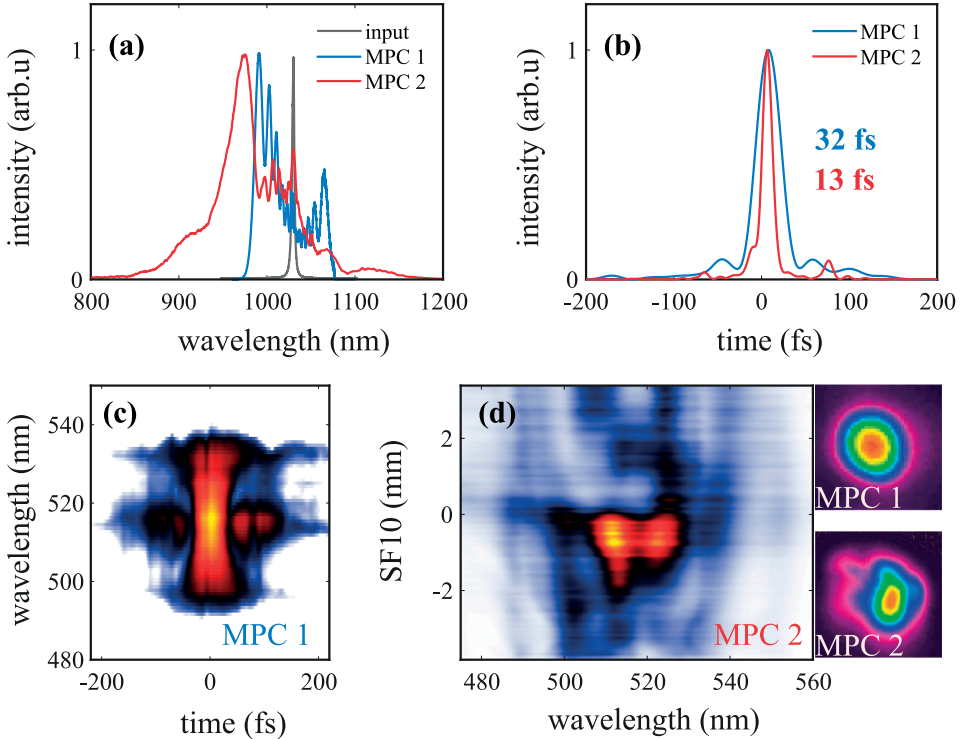 (a)
input
MPC 1
MPC 2
intensity (arb.u)
1
0
800 900 1000 1100 1200
wavelength (nm)
(b)
MPC 1
MPC 2
32 fs
13 fs
intensity (arb.u)
1
0
-200 -100 0 100 200
time (fs)
(c)
wavelength (nm)
540
520
500
480
MPC 1
-200 0 200
time (fs)
(d)
SF10 (mm)
2
0
-2
MPC 2
480 500 520 540 560
wavelength (nm)
MPC 1
MPC 2